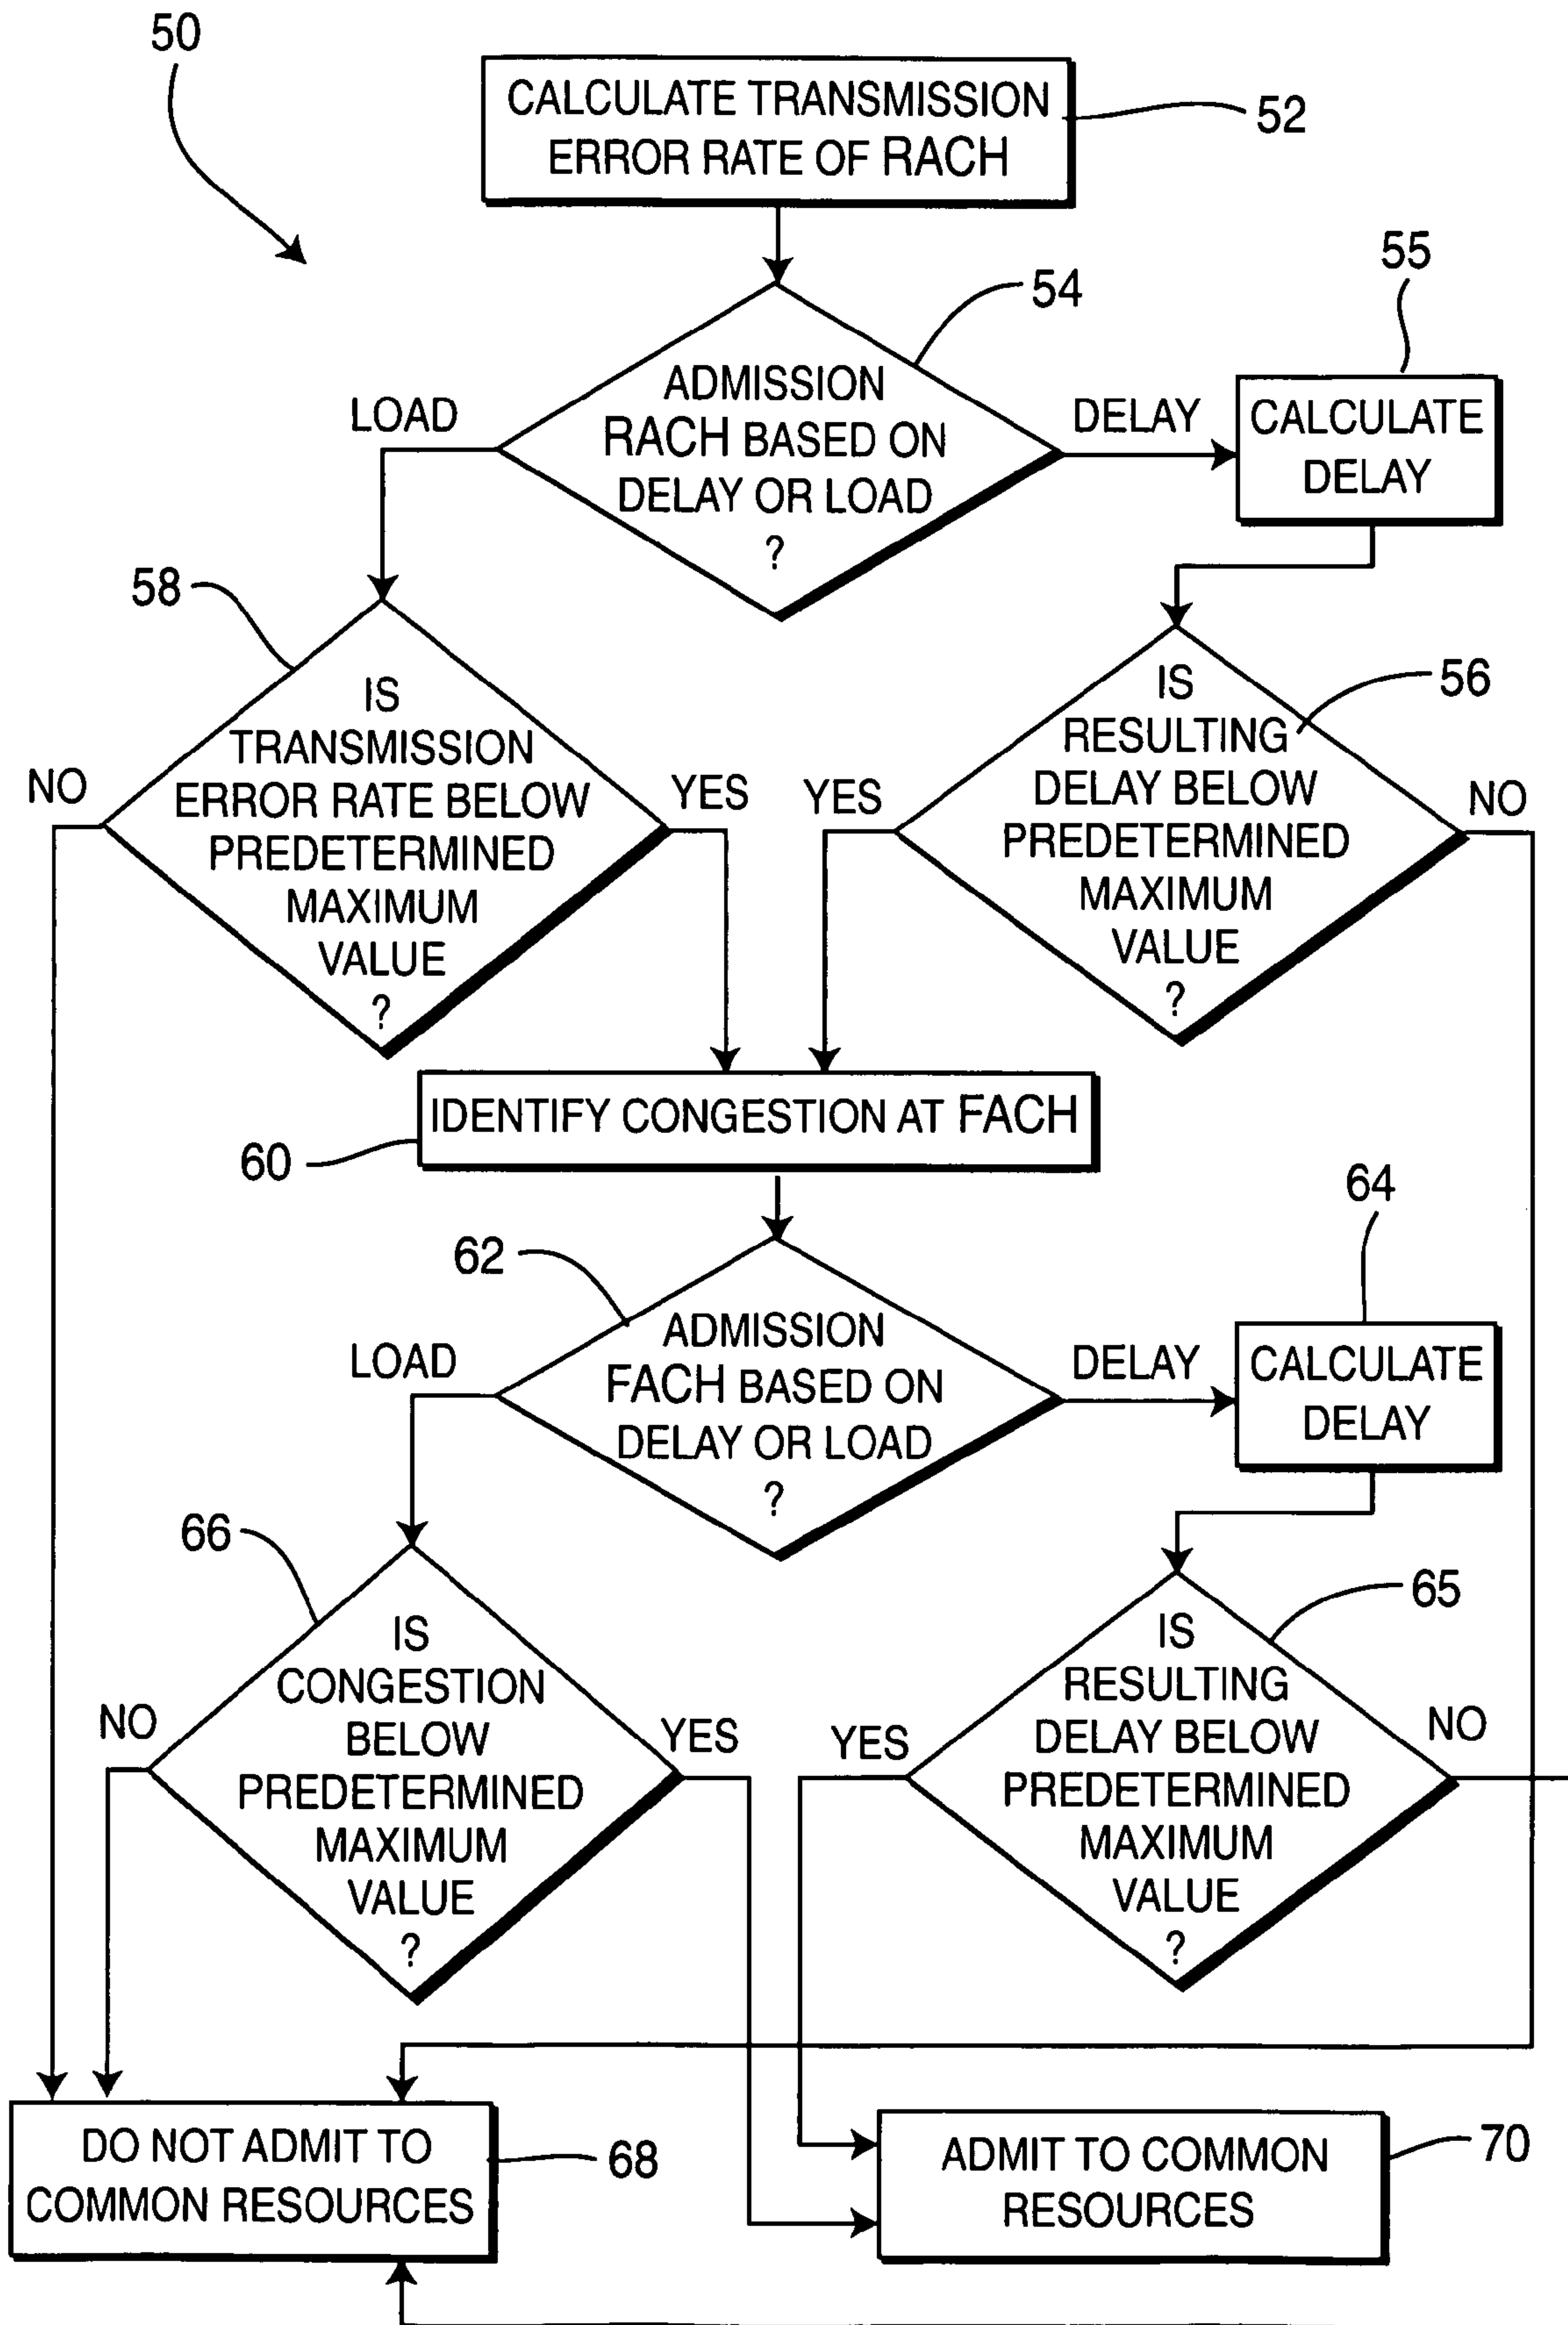 50
CALCULATE TRANSMISSION
ERROR RATE OF RACH
52
54
55
ADMISSION
RACH BASED ON
DELAY OR LOAD
?
LOAD
DELAY
CALCULATE
DELAY
58
IS
TRANSMISSION
ERROR RATE BELOW
PREDETERMINED
MAXIMUM
VALUE
?
NO
YES
56
IS
RESULTING
DELAY BELOW
PREDETERMINED
MAXIMUM
VALUE
?
YES
NO
IDENTIFY CONGESTION AT FACH
60
62
ADMISSION
FACH BASED ON
DELAY OR LOAD
?
LOAD
DELAY
64
CALCULATE
DELAY
66
IS
CONGESTION
BELOW
PREDETERMINED
MAXIMUM
VALUE
?
NO
YES
65
IS
RESULTING
DELAY BELOW
PREDETERMINED
MAXIMUM
VALUE
?
YES
NO
DO NOT ADMIT TO
COMMON RESOURCES
68
ADMIT TO COMMON
RESOURCES
70